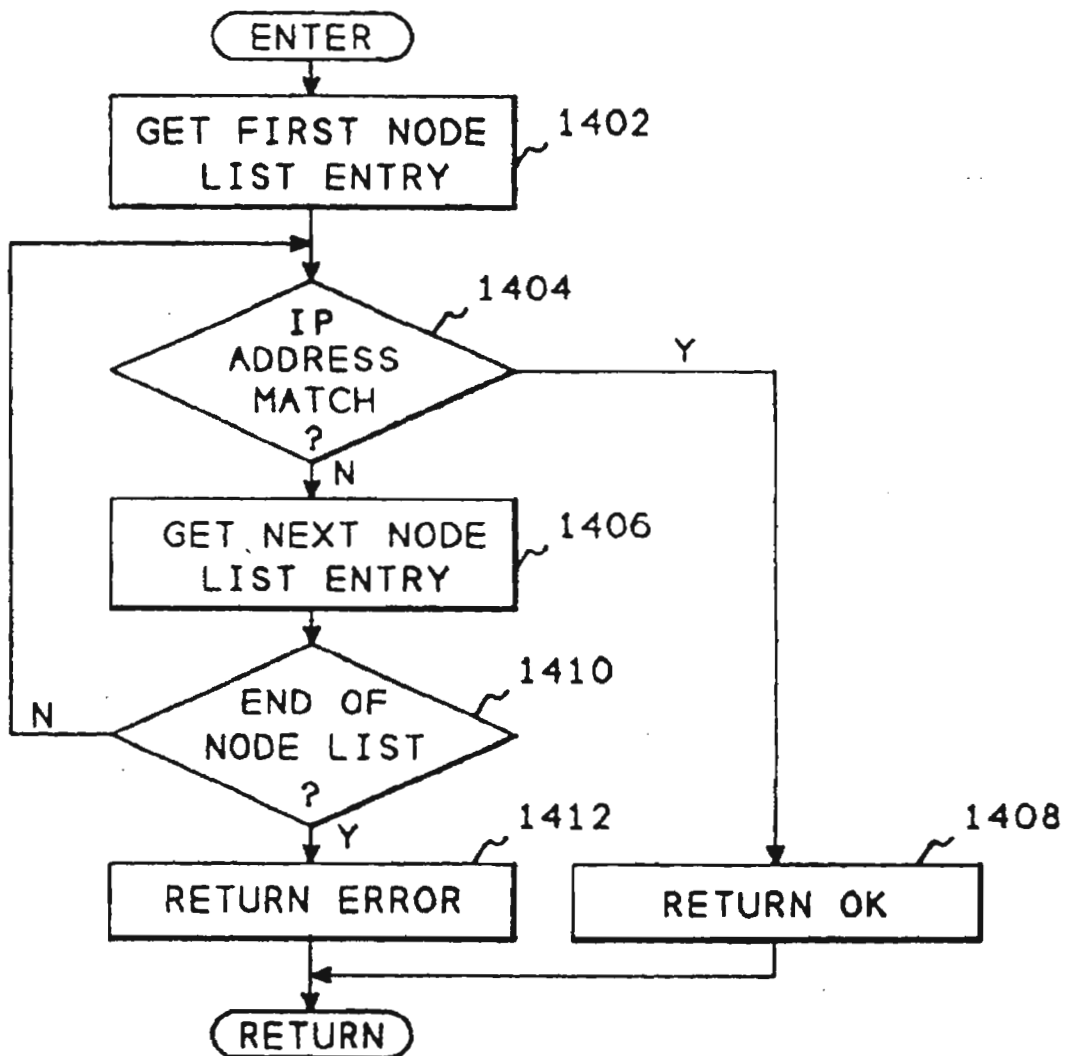 ENTER
GET FIRST NODE
LIST ENTRY
1402
1404
IP
ADDRESS
MATCH
?
Y
N
GET NEXT NODE
LIST ENTRY
1406
1410
END OF
NODE LIST
?
N
Y
1412
RETURN ERROR
1408
RETURN OK
RETURN